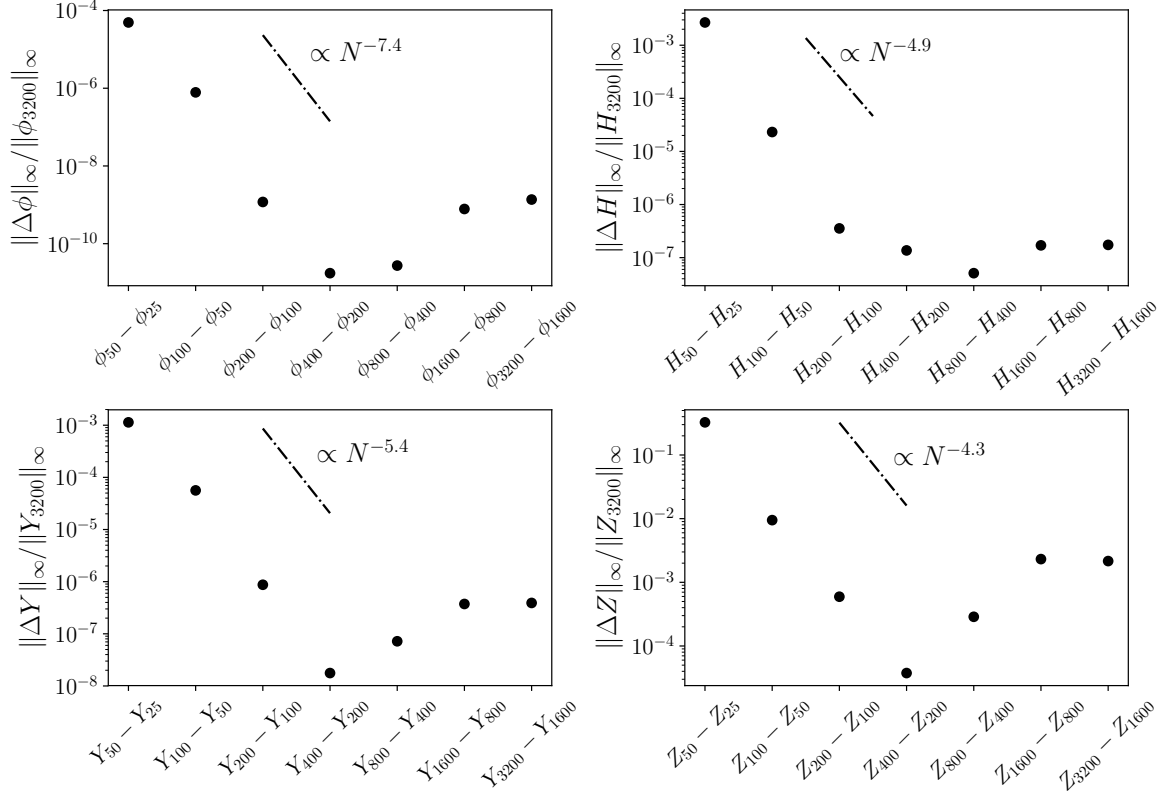 ‖Δϕ‖∞/‖ϕ3200‖∞
10−4
10−6
10−8
10−10
∝ N−7.4
ϕ50 − ϕ25
ϕ100 − ϕ50
ϕ200 − ϕ100
ϕ400 − ϕ200
ϕ800 − ϕ400
ϕ1600 − ϕ800
ϕ3200 − ϕ1600
‖ΔH‖∞/‖H3200‖∞
10−3
10−4
10−5
10−6
10−7
∝ N−4.9
H50 − H25
H100 − H50
H200 − H100
H400 − H200
H800 − H400
H1600 − H800
H3200 − H1600
‖ΔY‖∞/‖Y3200‖∞
10−3
10−4
10−5
10−6
10−7
10−8
∝ N−5.4
Y50 − Y25
Y100 − Y50
Y200 − Y100
Y400 − Y200
Y800 − Y400
Y1600 − Y800
Y3200 − Y1600
‖ΔZ‖∞/‖Z3200‖∞
10−1
10−2
10−3
10−4
∝ N−4.3
Z50 − Z25
Z100 − Z50
Z200 − Z100
Z400 − Z200
Z800 − Z400
Z1600 − Z800
Z3200 − Z1600